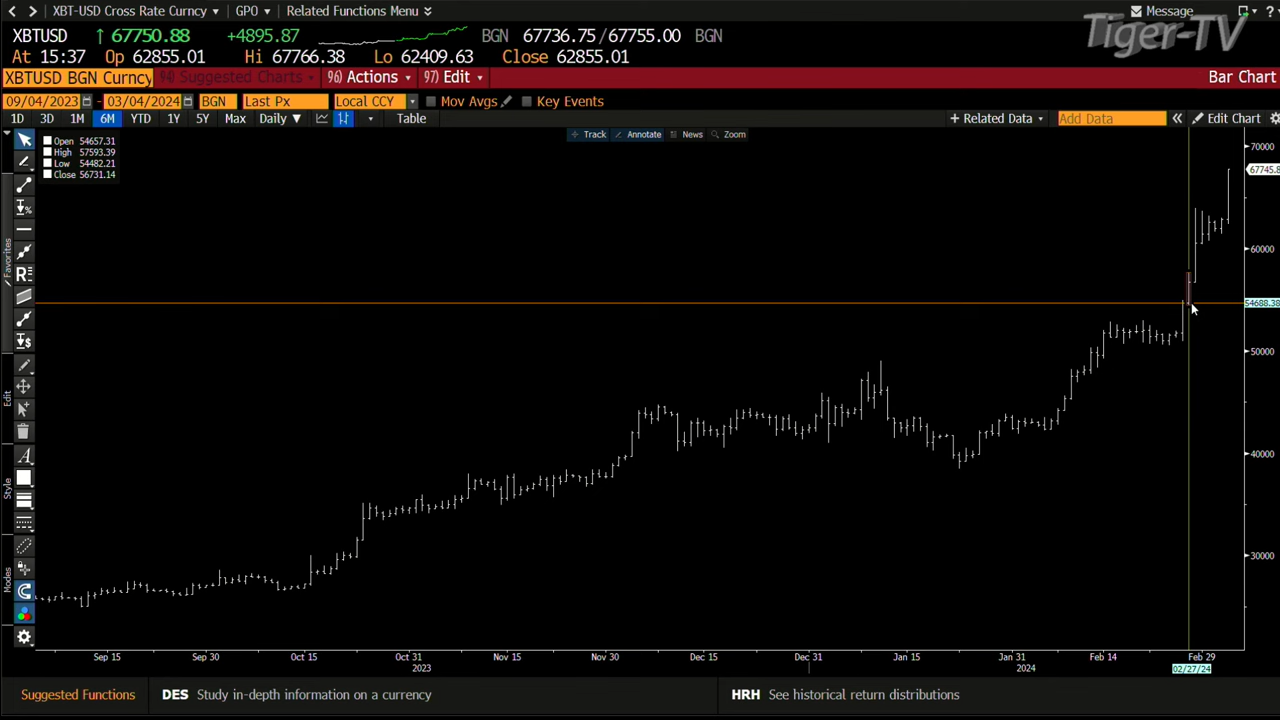 XBT-USD Cross Rate Curncy GPO Related Functions Menu Message ?
Tiger-TV
XBTUSD ↑ 67750.88 +4895.87 BGN 67736.75/67755.00 BGN
At 15:37 Op 62855.01 Hi 67766.38 Lo 62409.63 Close 62855.01
XBTUSD BGN Curncy 94) Suggested Charts 96) Actions 97) Edit Bar Chart
09/04/2023 - 03/04/2024 BGN Last Px Local CCY Mov Avgs Key Events
1D 3D 1M 6M YTD 1Y 5Y Max Daily ▼ Table + Related Data Add Data « Edit Chart
Track Annotate News Zoom
Open 54657.31
High 57593.39
Low 54482.21
Close 56731.14
Favorites
Edit
Style
Modes
70000
67745.8
60000
54688.38
50000
40000
30000
Sep 15 Sep 30 Oct 15 Oct 31 Nov 15 Nov 30 Dec 15 Dec 31 Jan 15 Jan 31 Feb 14 Feb 29
2023 2024 02/27/24
Suggested Functions DES Study in-depth information on a currency HRH See historical return distributions